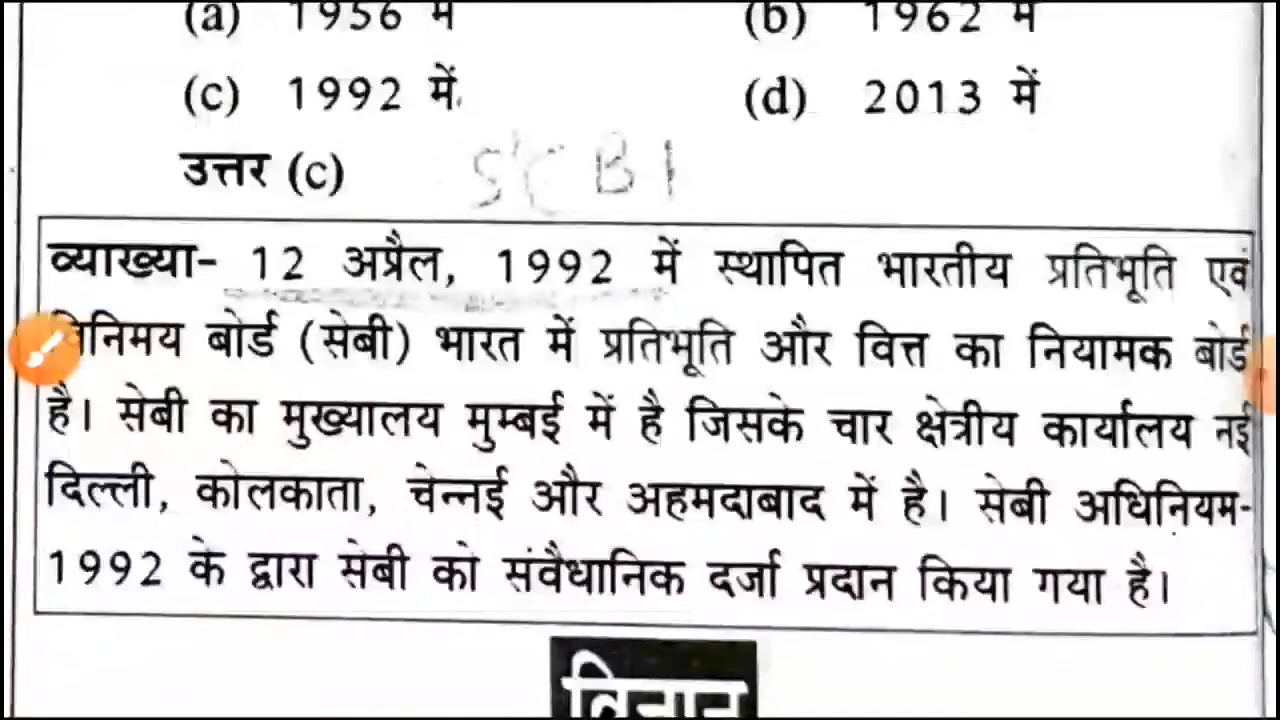 (a) 1956 में (b) 1962 में
(c) 1992 में (d) 2013 में
उत्तर (c) SEBI
व्याख्या- 12 अप्रैल, 1992 में स्थापित भारतीय प्रतिभूति एवं
विनिमय बोर्ड (सेबी) भारत में प्रतिभूति और वित्त का नियामक बोर्ड
है। सेबी का मुख्यालय मुम्बई में है जिसके चार क्षेत्रीय कार्यालय नई
दिल्ली, कोलकाता, चेन्नई और अहमदाबाद में है। सेबी अधिनियम-
1992 के द्वारा सेबी को संवैधानिक दर्जा प्रदान किया गया है।
विज्ञान